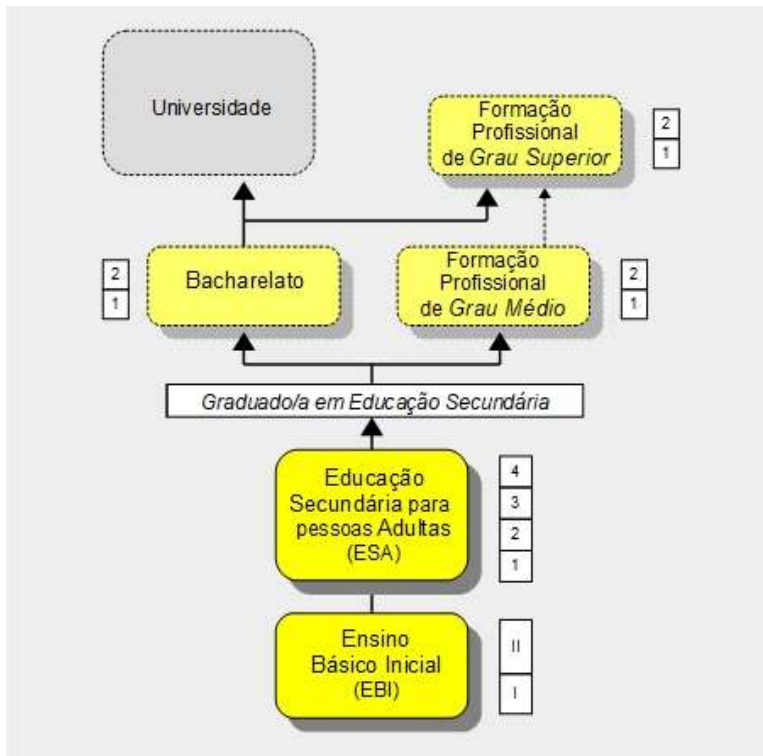 Universidade
Formação
Profissional
de Grau Superior
2
1
2
1
Bacharelato
Formação
Profissional
de Grau Médio
2
1
Graduado/a em Educação Secundária
Educação
Secundária para
pessoas Adultas
(ESA)
4
3
2
1
Ensino
Básico Inicial
(EBI)
II
I